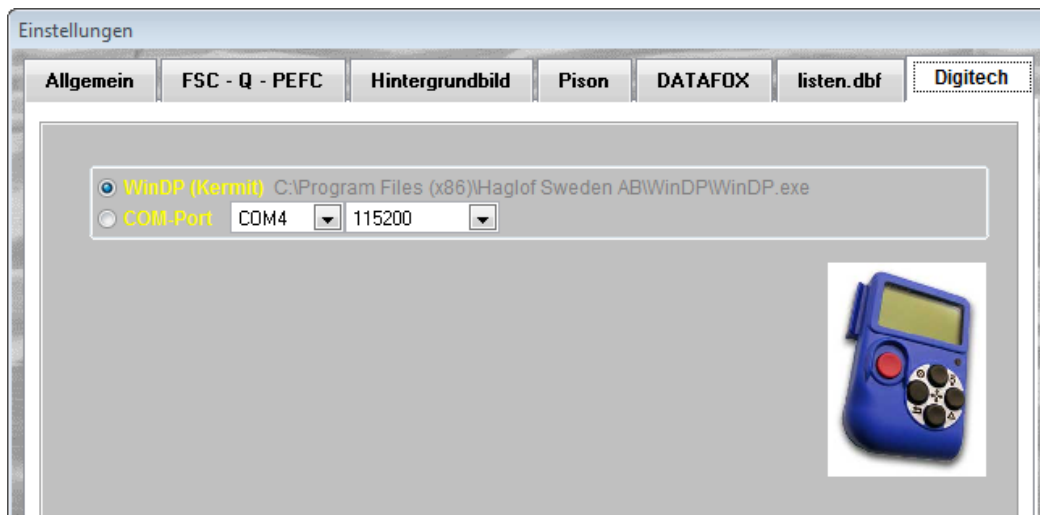 Einstellungen
Allgemein FSC - Q - PEFC Hintergrundbild Pison DATAFOX listen.dbf Digitech
WinDP (Kermit) C:\Program Files (x86)\Haglof Sweden AB\WinDP\WinDP.exe
COM-Port COM4 115200